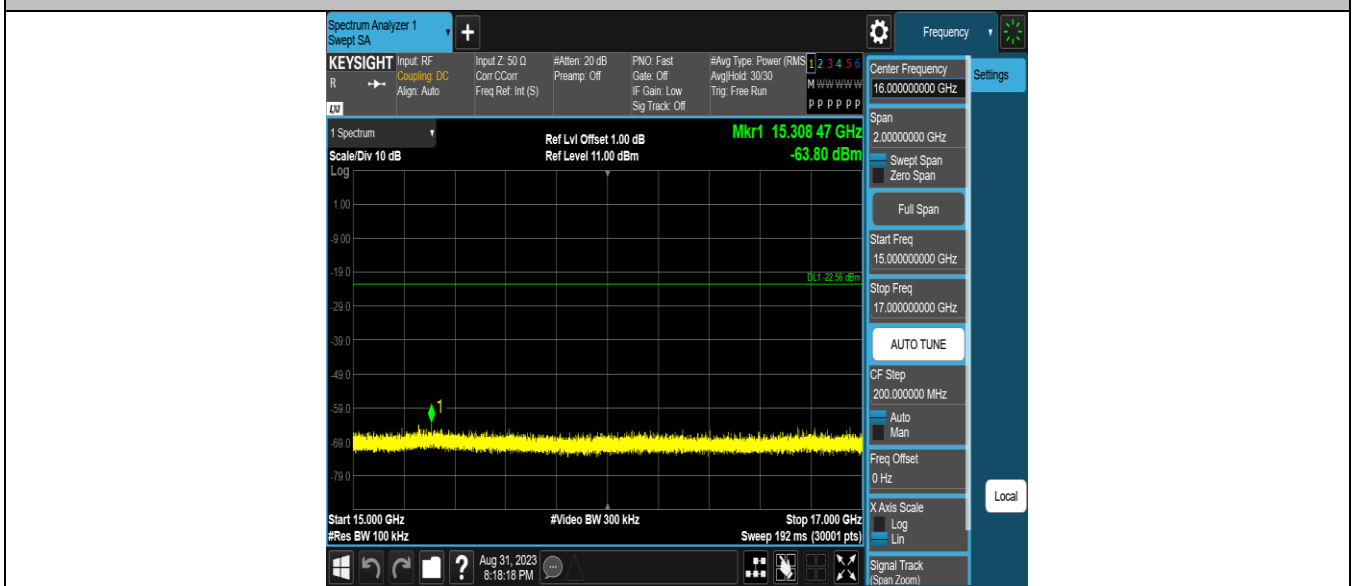 Spectrum Analyzer 1
Swept SA
Frequency
KEYSIGHT
R
LXI
Input: RF
Coupling: DC
Align: Auto
Input Z: 50 Ω
Corr CCorr
Freq Ref: Int (S)
#Atten: 20 dB
Preamp: Off
PNO: Fast
Gate: Off
IF Gain: Low
Sig Track: Off
#Avg Type: Power (RMS
Avg|Hold: 30/30
Trig: Free Run
1 2 3 4 5 6
M W W W W W
P P P P P P
1 Spectrum
Scale/Div 10 dB
Log
Ref Lvl Offset 1.00 dB
Ref Level 11.00 dBm
Mkr1 15.308 47 GHz
-63.80 dBm
1.00
-9.00
-19.0
DL1 -22.56 dBm
-29.0
-39.0
-49.0
-59.0
1
-69.0
-79.0
Start 15.000 GHz
#Res BW 100 kHz
#Video BW 300 kHz
Stop 17.000 GHz
Sweep 192 ms (30001 pts)
?
Aug 31, 2023
8:18:18 PM
Center Frequency
16.000000000 GHz
Settings
Span
2.00000000 GHz
Swept Span
Zero Span
Full Span
Start Freq
15.000000000 GHz
Stop Freq
17.000000000 GHz
AUTO TUNE
CF Step
200.000000 MHz
Auto
Man
Freq Offset
0 Hz
X Axis Scale
Log
Lin
Signal Track
(Span Zoom)
Local